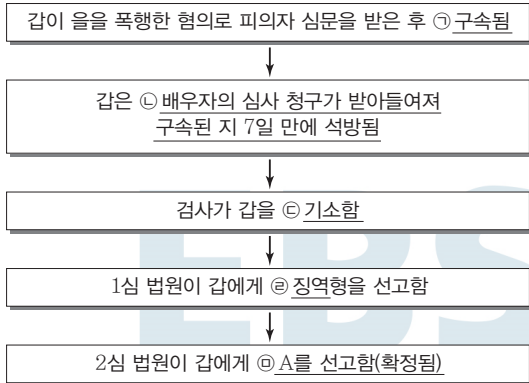 갑이 을을 폭행한 혐의로 피의자 심문을 받은 후 ㉠ 구속됨
갑은 ㉡ 배우자의 심사 청구가 받아들여져
구속된 지 7일 만에 석방됨
검사가 갑을 ㉢ 기소함
1심 법원이 갑에게 ㉣ 징역형을 선고함
2심 법원이 갑에게 ㉤ A를 선고함(확정됨)
EBS